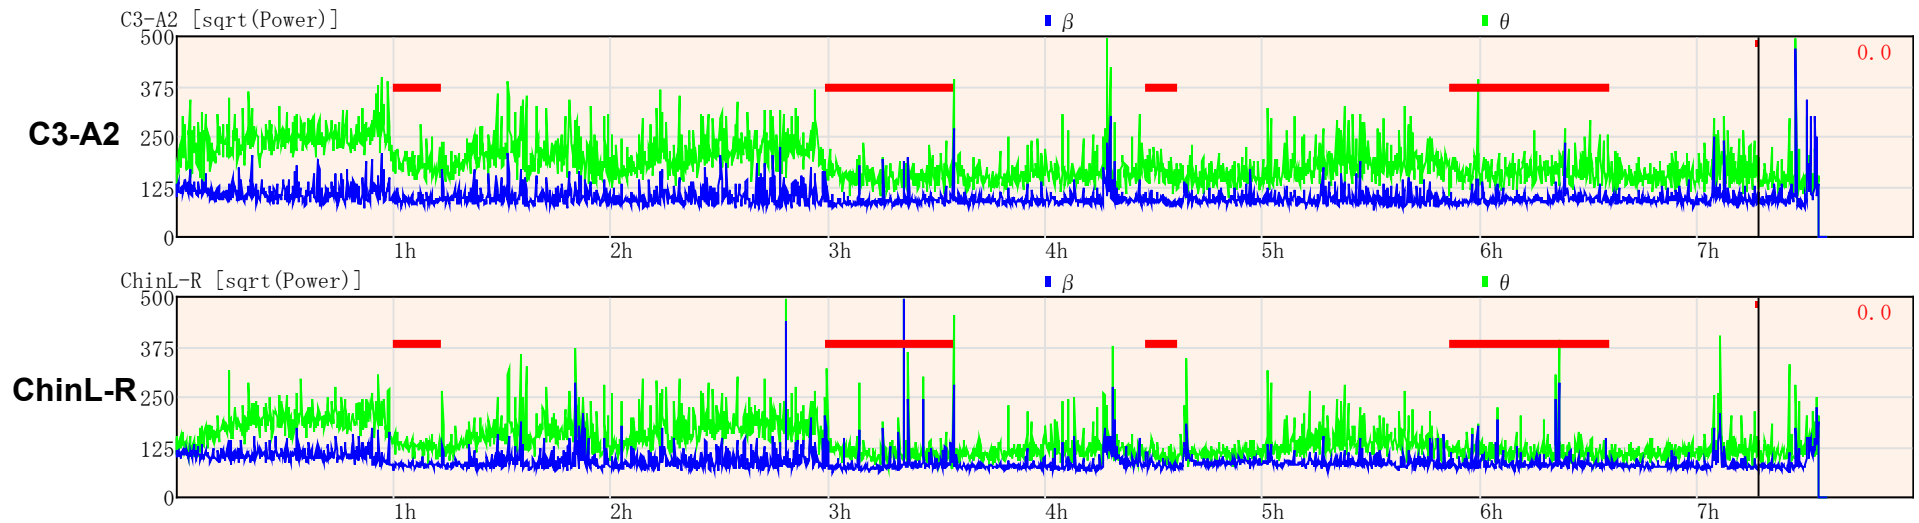 C3-A2 [sqrt(Power)] β θ
500
0.0
375
C3-A2
250
125
0
1h 2h 3h 4h 5h 6h 7h
ChinL-R [sqrt(Power)] β θ
500
0.0
375
ChinL-R
250
125
0
1h 2h 3h 4h 5h 6h 7h